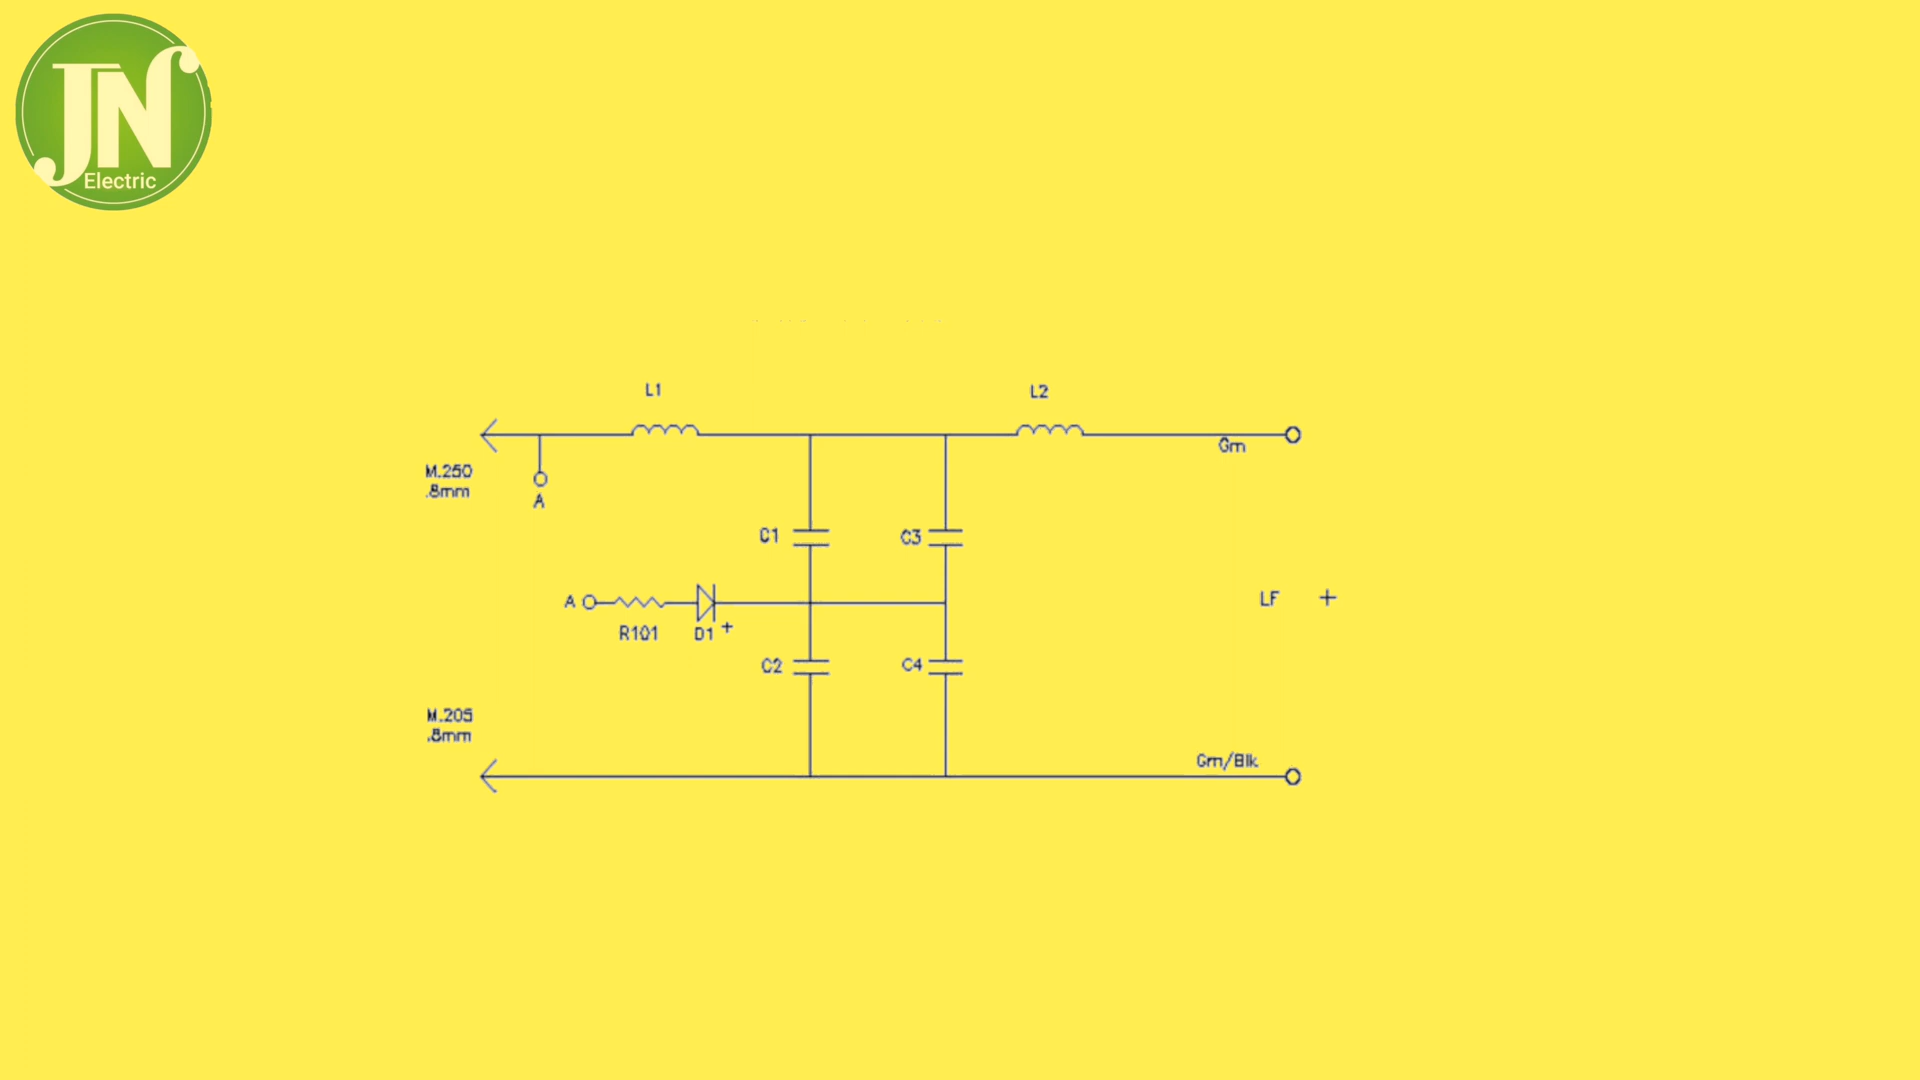 JN
Electric
L1
L2
Grn
M.250
.8mm
A
C1
C3
A
R101
D1 +
LF +
C2
C4
M.205
.8mm
Grn/Blk